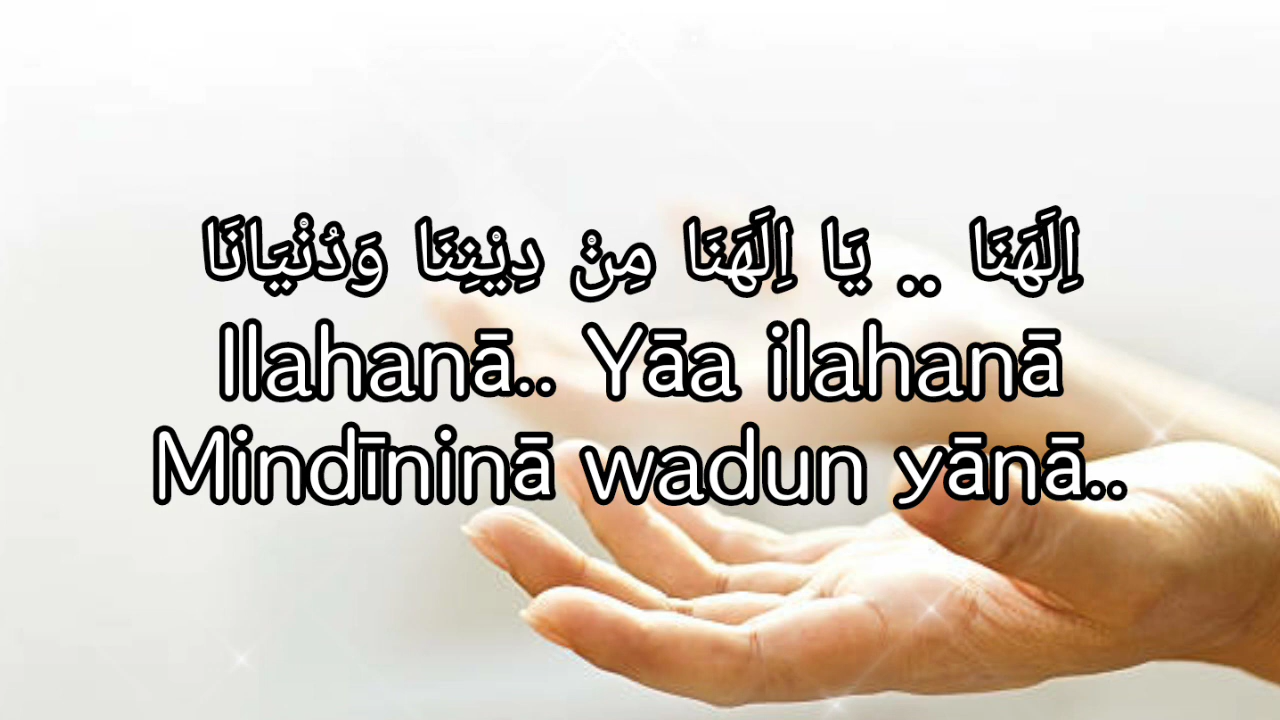 اِلَهَنَا .. يَا اِلَهَنَا مِنْ دِيْنِنَا وَدُنْيَانَا
Ilahanā.. Yāa ilahanā
Mindīninā wadun yānā..